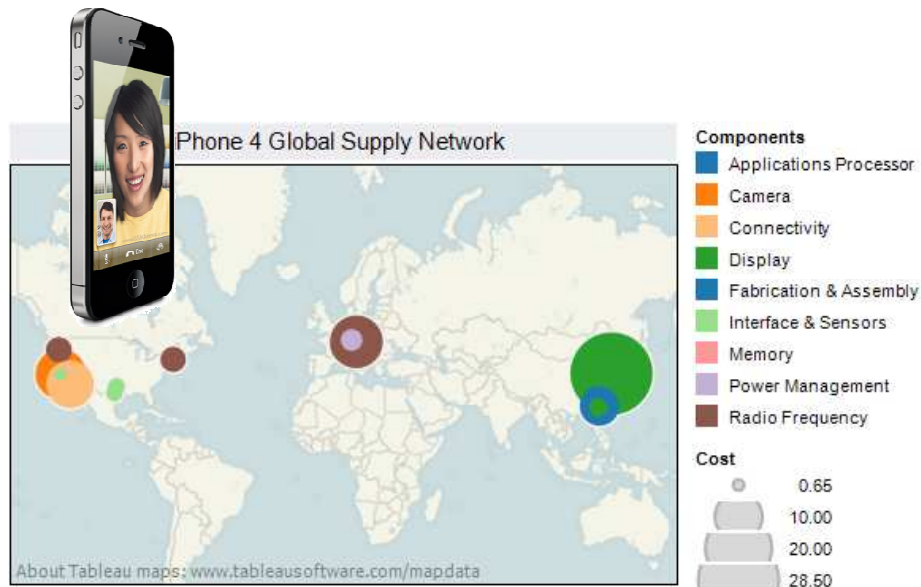 Phone 4 Global Supply Network
Components
Applications Processor
Camera
Connectivity
Display
Fabrication & Assembly
Interface & Sensors
Memory
Power Management
Radio Frequency
Cost
0.65
10.00
20.00
28.50
About Tableau maps: www.tableausoftware.com/mapdata